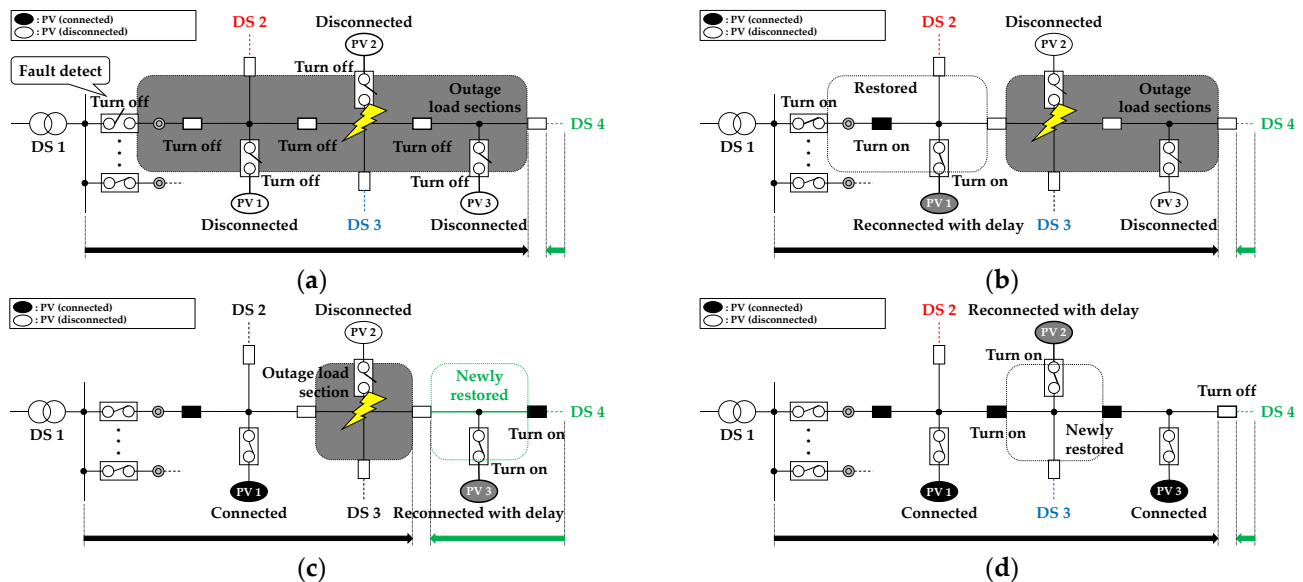 : PV (connected)
: PV (disconnected)
DS 2
Disconnected
PV 2
Turn off
Fault detect
Turn off
Outage
load sections
DS 1
Turn off
Turn off
Turn off
DS 4
Turn off
Turn off
PV 1
PV 3
Disconnected
DS 3
Disconnected
(a)
: PV (connected)
: PV (disconnected)
DS 2
Disconnected
PV 2
Restored
Outage
load sections
Turn on
DS 1
Turn on
DS 4
Turn on
PV 1
PV 3
Reconnected with delay
DS 3
Disconnected
(b)
: PV (connected)
: PV (disconnected)
DS 2
Disconnected
PV 2
Outage load
section
Newly
restored
DS 1
DS 4
Turn on
Turn on
PV 1
PV 3
Connected
DS 3
Reconnected with delay
(c)
: PV (connected)
: PV (disconnected)
DS 2
Reconnected with delay
PV 2
Turn on
Turn off
DS 1
DS 4
Turn on
Newly
restored
PV 1
PV 3
Connected
DS 3
Connected
(d)